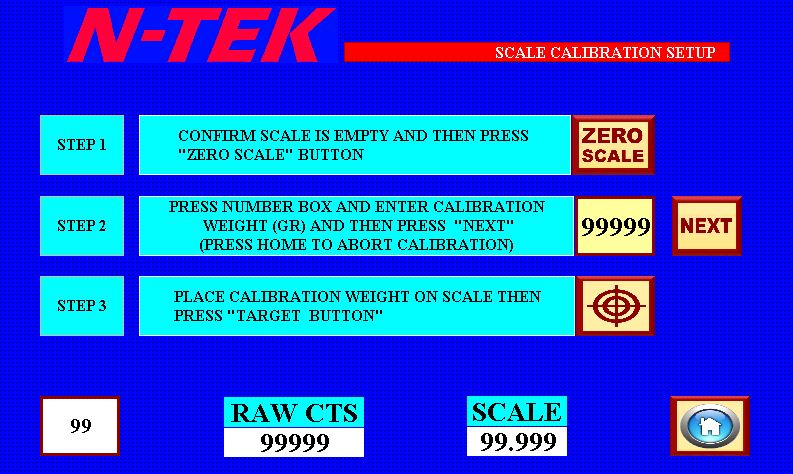 N-TEK
SCALE CALIBRATION SETUP
STEP 1
CONFIRM SCALE IS EMPTY AND THEN PRESS
"ZERO SCALE" BUTTON
ZERO
SCALE
STEP 2
PRESS NUMBER BOX AND ENTER CALIBRATION
WEIGHT (GR) AND THEN PRESS "NEXT"
(PRESS HOME TO ABORT CALIBRATION)
99999
NEXT
STEP 3
PLACE CALIBRATION WEIGHT ON SCALE THEN
PRESS "TARGET BUTTON"
99
RAW CTS
99999
SCALE
99.999